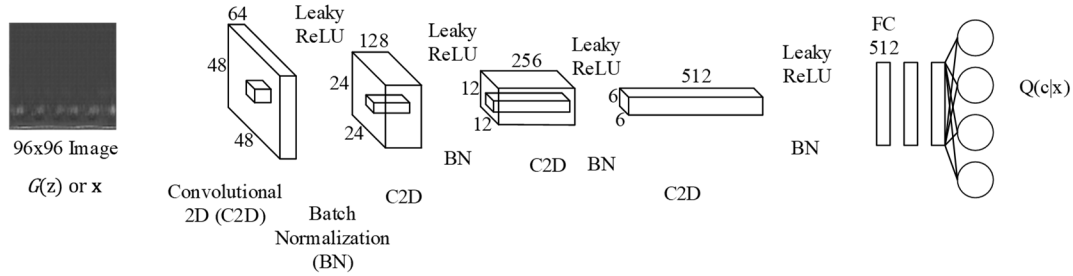 96x96 Image
G(z) or x
64
48
48
Convolutional
2D (C2D)
Leaky
ReLU
Batch
Normalization
(BN)
128
24
24
C2D
Leaky
ReLU
BN
256
12
12
C2D
Leaky
ReLU
BN
512
6
6
C2D
Leaky
ReLU
BN
FC
512
Q(c|x)